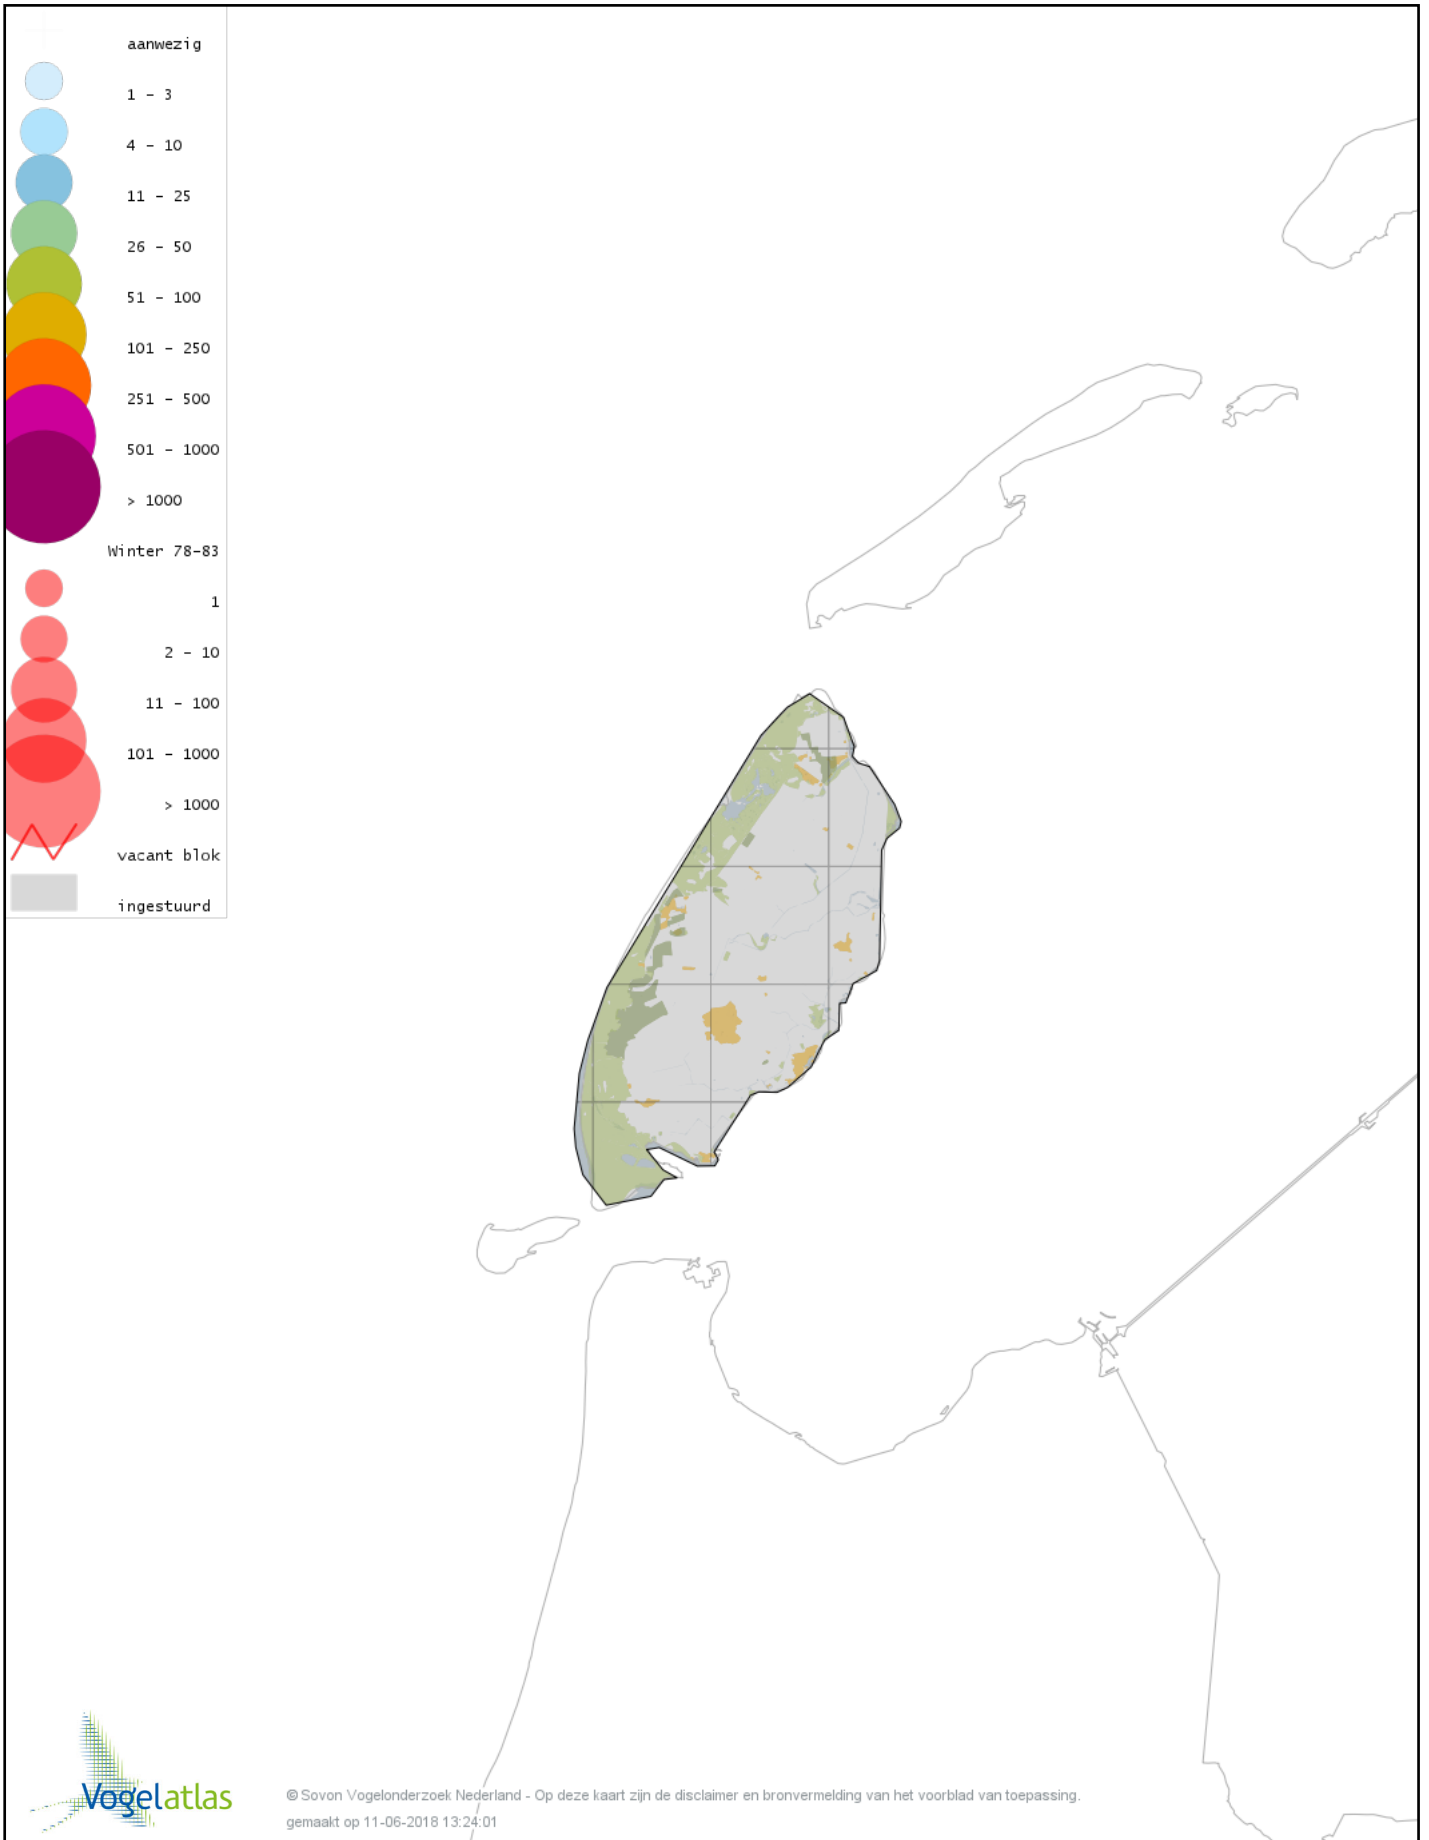 aanwezig
1 - 3
4 - 10
11 - 25
26 - 50
51 - 100
101 - 250
251 - 500
501 - 1000
> 1000
Winter 78-83
1
2 - 10
11 - 100
101 - 1000
> 1000
vacant blok
ingestuurd
Vogelatlas
© Sovon Vogelonderzoek Nederland - Op deze kaart zijn de disclaimer en bronvermelding van het voorblad van toepassing.
gemaakt op 11-06-2018 13:24:01